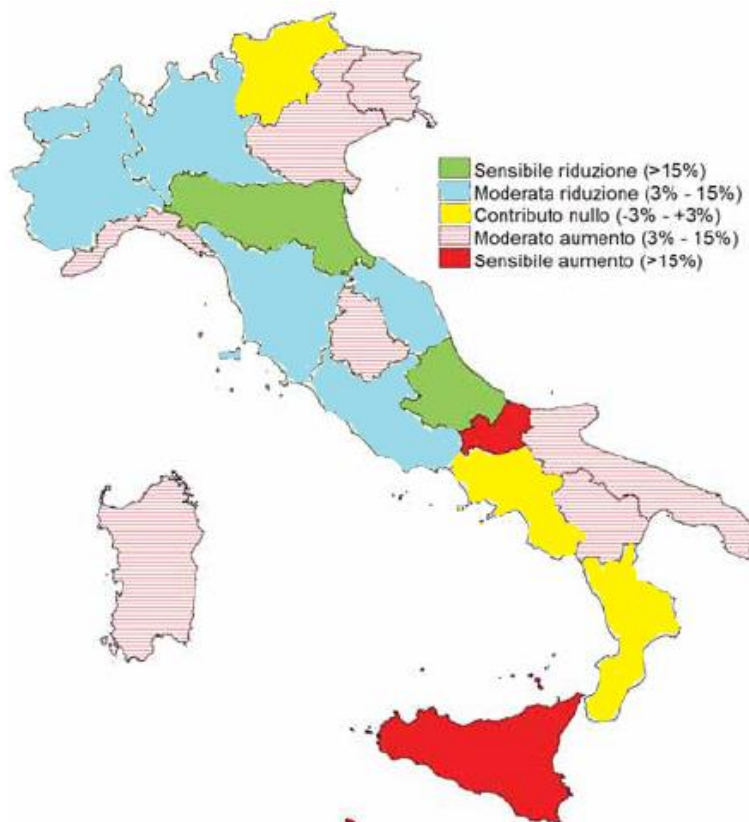 Sensibile riduzione (>15%)
Moderata riduzione (3% - 15%)
Contributo nullo (-3% - +3%)
Moderato aumento (3% - 15%)
Sensibile aumento (>15%)